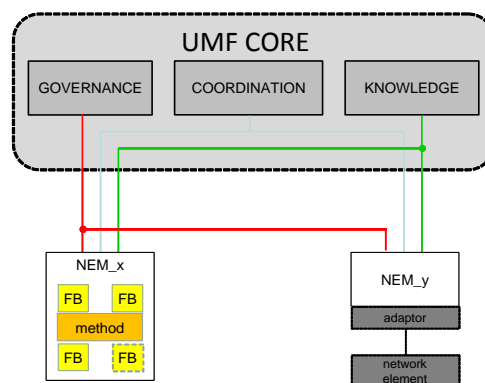 UMF CORE
GOVERNANCE
COORDINATION
KNOWLEDGE
NEM_x
FB
FB
method
FB
FB
NEM_y
adaptor
network
element